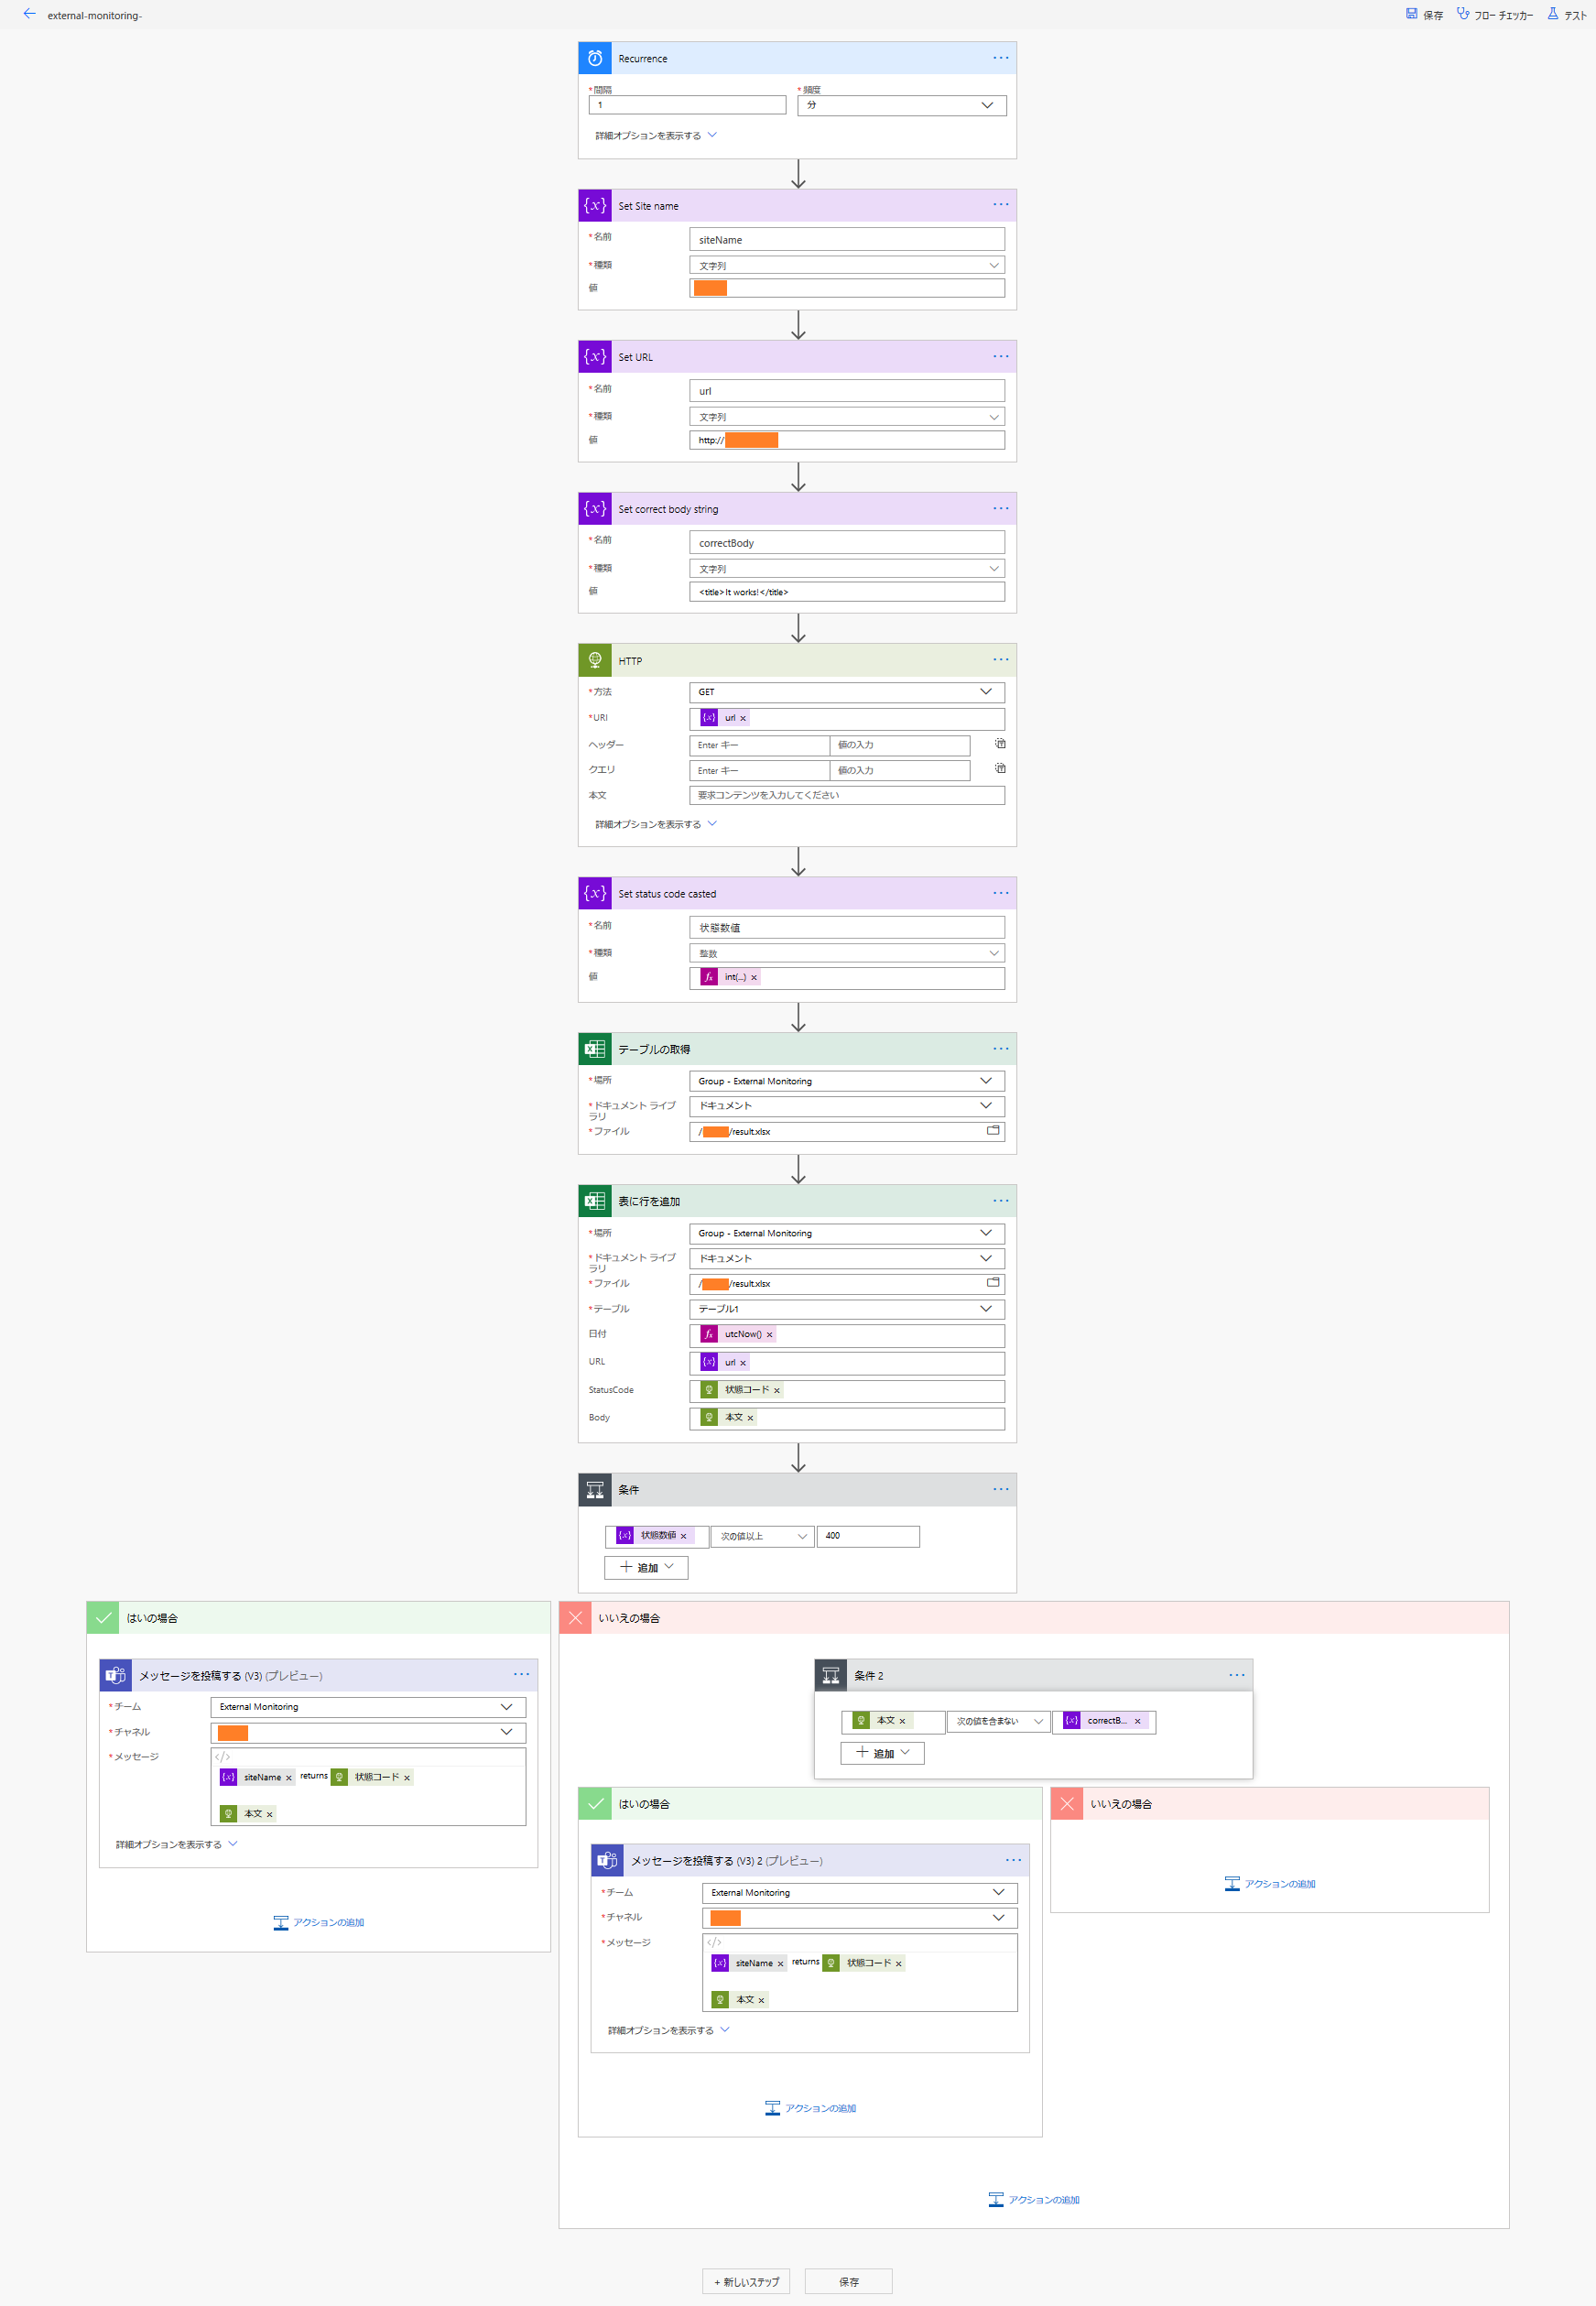 external-monitoring-
保存 フロー チェッカー テスト
Recurrence
*間隔 *頻度
1 分
詳細オプションを表示する
{x} Set Site name
*名前 siteName
*種類 文字列
値
{x} Set URL
*名前 url
*種類 文字列
値 http://
{x} Set correct body string
*名前 correctBody
*種類 文字列
値 <title>It works!</title>
HTTP
*方法 GET
*URI {x} url ×
ヘッダー Enter キー 値の入力
クエリ Enter キー 値の入力
本文 要求コンテンツを入力してください
詳細オプションを表示する
{x} Set status code casted
*名前 状態数値
*種類 整数
値 fx int(...) ×
テーブルの取得
*場所 Group - External Monitoring
*ドキュメント ライブラリ ドキュメント
*ファイル / /result.xlsx
表に行を追加
*場所 Group - External Monitoring
*ドキュメント ライブラリ ドキュメント
*ファイル / /result.xlsx
*テーブル テーブル1
日付 fx utcNow() ×
URL {x} url ×
StatusCode 状態コード ×
Body 本文 ×
条件
{x} 状態数値 × 次の値以上 400
+ 追加
はいの場合
メッセージを投稿する (V3) (プレビュー)
*チーム External Monitoring
*チャネル
*メッセージ </>
{x} siteName × returns 状態コード ×
本文 ×
詳細オプションを表示する
アクションの追加
いいえの場合
条件 2
本文 × 次の値を含まない {x} correctB... ×
+ 追加
はいの場合
メッセージを投稿する (V3) 2 (プレビュー)
*チーム External Monitoring
*チャネル
*メッセージ </>
{x} siteName × returns 状態コード ×
本文 ×
詳細オプションを表示する
アクションの追加
いいえの場合
アクションの追加
アクションの追加
+ 新しいステップ 保存